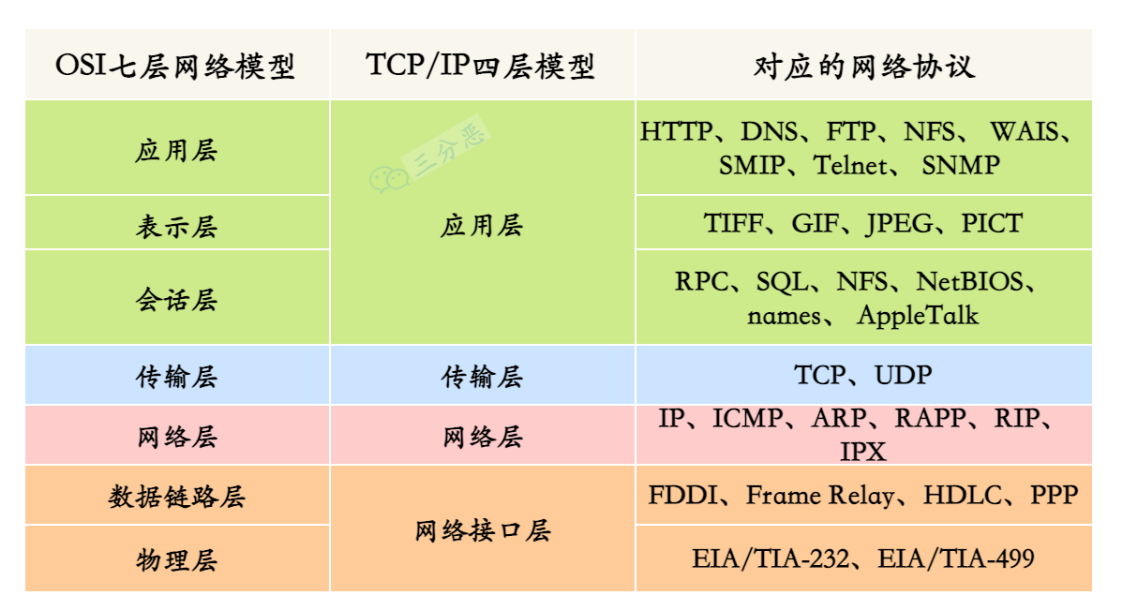 OSI七层网络模型
TCP/IP四层模型
对应的网络协议
应用层
三分恶
HTTP、DNS、FTP、NFS、 WAIS、
SMIP、Telnet、 SNMP
表示层
应用层
TIFF、GIF、JPEG、PICT
会话层
RPC、SQL、NFS、NetBIOS、
names、 AppleTalk
传输层
传输层
TCP、UDP
网络层
网络层
IP、ICMP、ARP、RAPP、RIP、
IPX
数据链路层
网络接口层
FDDI、Frame Relay、HDLC、PPP
物理层
EIA/TIA-232、EIA/TIA-499